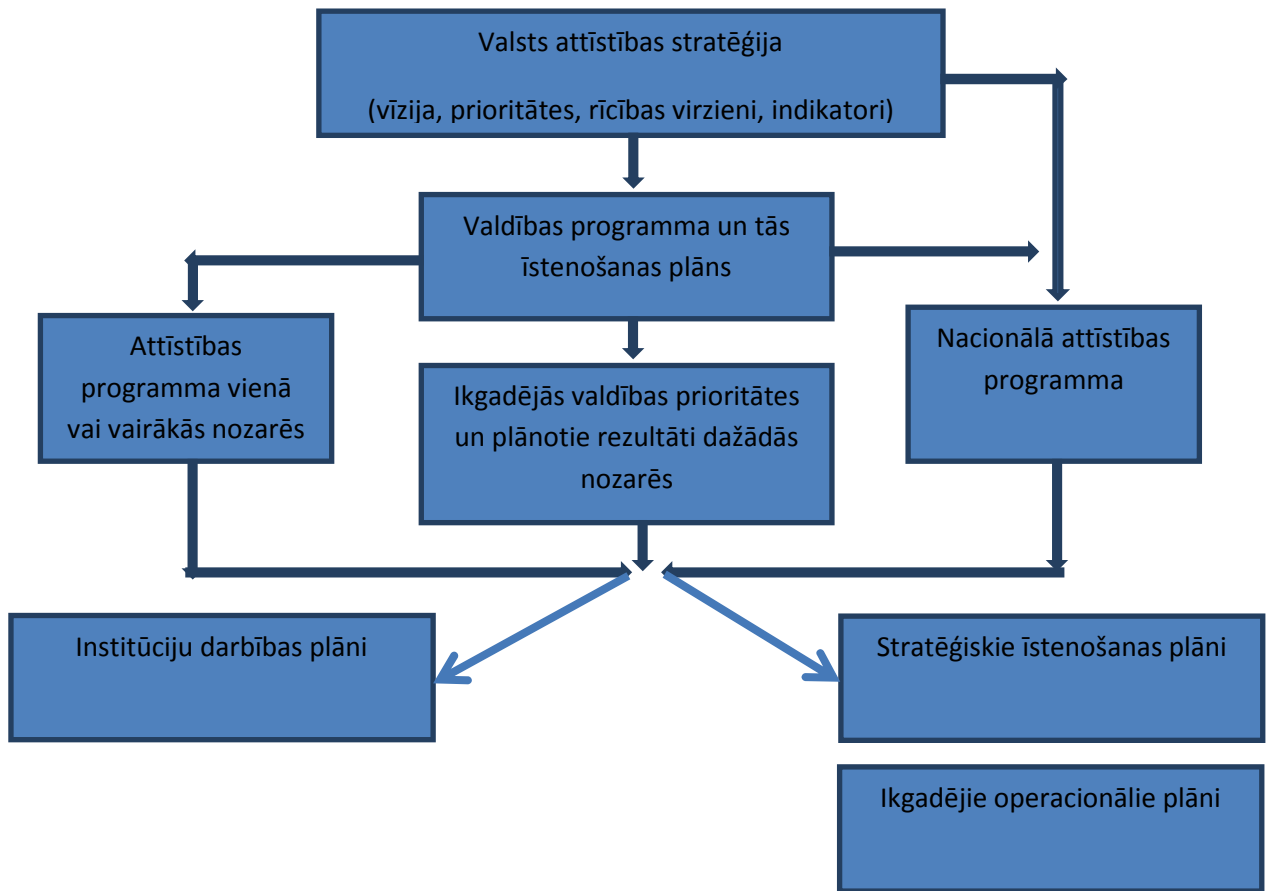 Valsts attīstības stratēģija
(vīzija, prioritātes, rīcības virzieni, indikatori)
Valdības programma un tās
īstenošanas plāns
Attīstības
programma vienā
vai vairākās nozarēs
Ikgadējās valdības prioritātes
un plānotie rezultāti dažādās
nozarēs
Nacionālā attīstības
programma
Institūciju darbības plāni
Stratēģiskie īstenošanas plāni
Ikgadējie operacionālie plāni